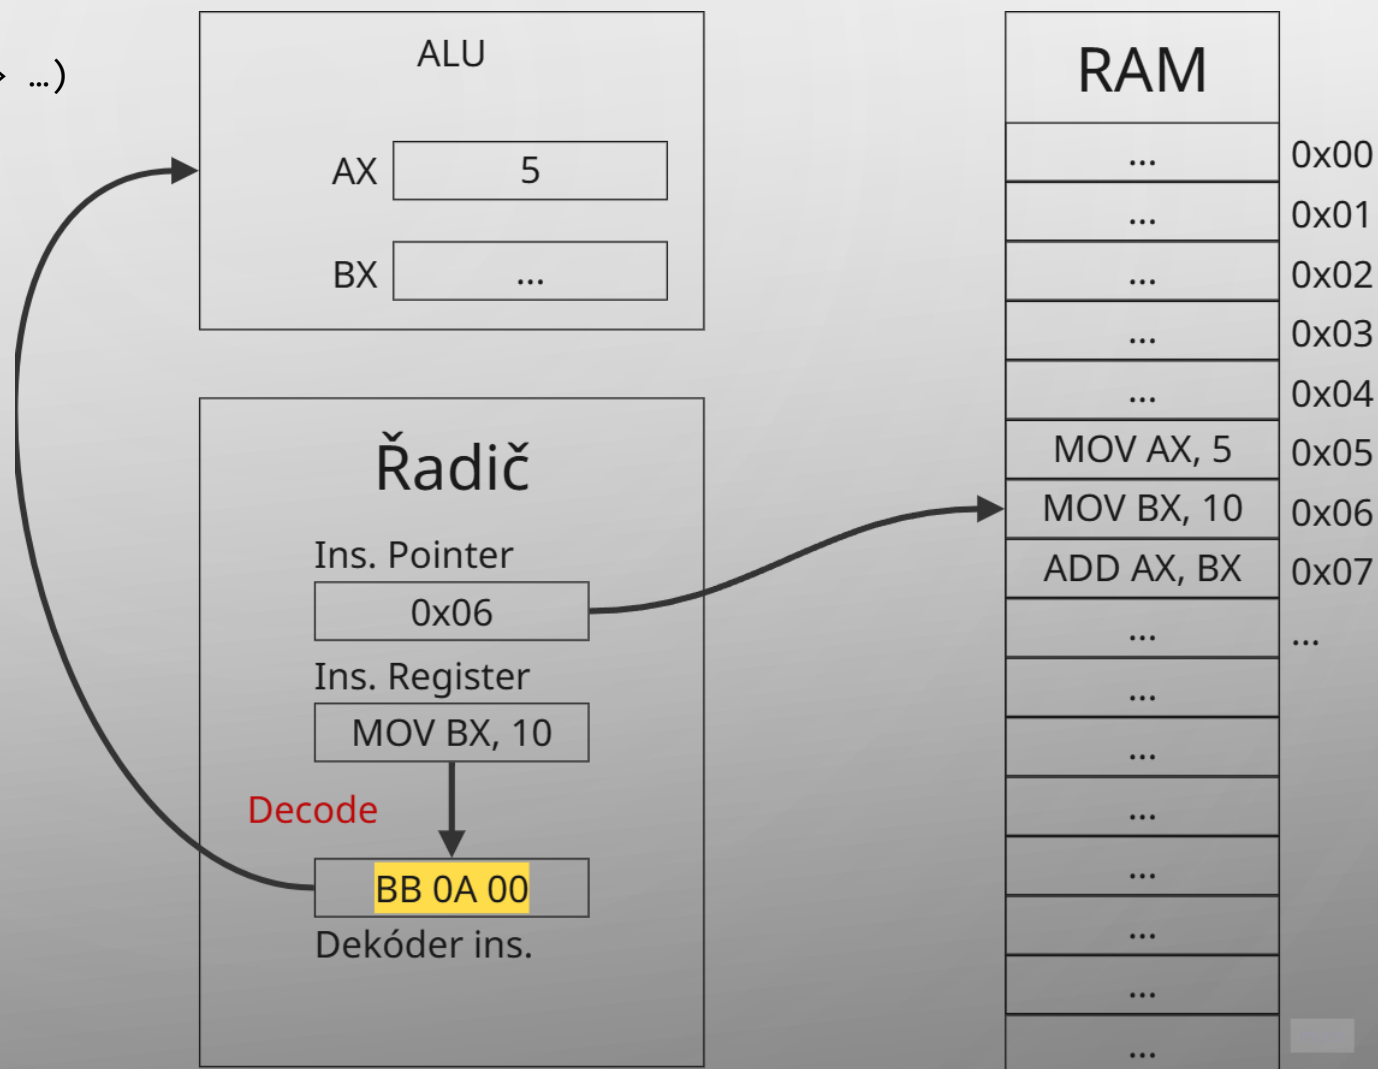 → ...)
ALU
AX 5
BX ...
Řadič
Ins. Pointer
0x06
Ins. Register
MOV BX, 10
Decode
BB 0A 00
Dekóder ins.
RAM
... 0x00
... 0x01
... 0x02
... 0x03
... 0x04
MOV AX, 5 0x05
MOV BX, 10 0x06
ADD AX, BX 0x07
... ...
...
...
...
...
...
...
...